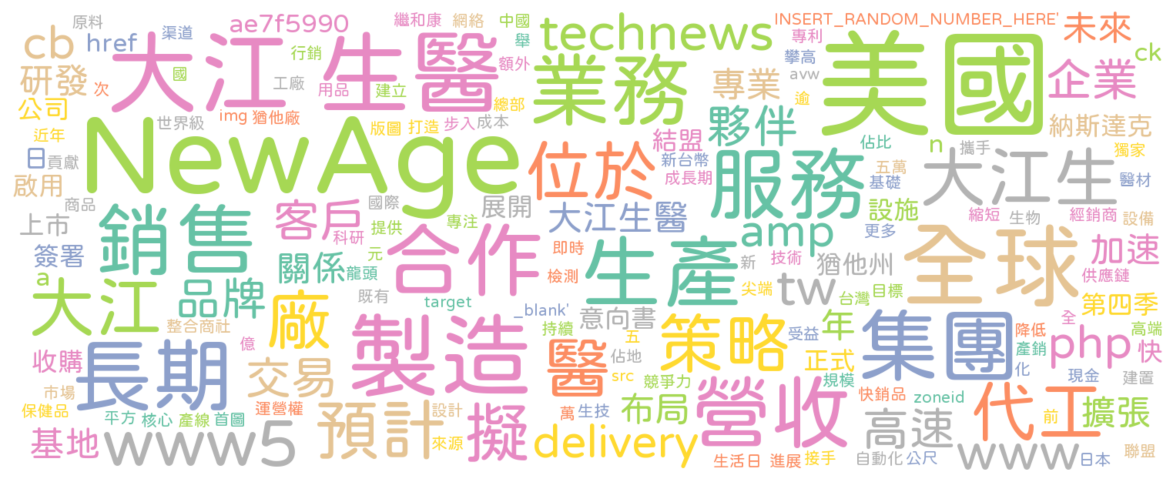 原料 渠道 ae7f5990 繼和康 網絡 中國 INSERT_RANDOM_NUMBER_HERE' 未來
cb href 行銷 舉 technews 專利 ck
大江生醫 額外 業務 攀高 美國 企業
研發 國 工廠 用品 建立 總部 專業 avw
公司 次 img 猶他廠 逾 納斯達克
近年 世界級 版圖 打造 步入 成本 結盟 夥伴 n
日 貢獻 NewAge 位於 新台幣 佔比 攜手 獨家
啟用 成長期 服務 五萬 基礎 大江生 醫材
商品 國際 展開 縮短 生物 經銷商 設備
上市 銷售 客戶 科研 提供 專注 大江生醫 設施 更多
簽署 合作 即時 生產 amp 全球 加速
a 關係 龍頭 元 檢測 新 技術 猶他州 供應鏈
大江 品牌 廠 既有 target _blank' 尖端 tw 台灣 目標 第四季
整合商社 製造 持續 意向書 年 集團 全 高端
收購 長期 億 醫 五 佔地 策略 受益 正式 php 降低 產銷 快
市場 交易 src 競爭力 規模 化 現金 建置
保健品 運營權 預計 設計 擬 萬 生技 布局 營收 快銷品 zoneid 代工 前 擴張
平方 核心 產線 首圖 來源 delivery 高速
基地 www5 生活日 進展 接手 自動化 公尺 www 日本 聯盟